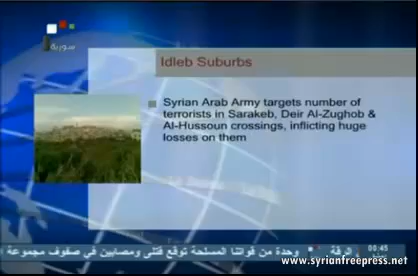 سورية
Idleb Suburbs
Syrian Arab Army targets number of
terrorists in Sarakeb, Deir Al-Zughob &
Al-Hussoun crossings, inflicting huge
losses on them
00:45
الرقة وحدة من قواتنا المسلحة توقع قتلى ومصابين في صفوف مجموعة
www.syrianfreepress.net